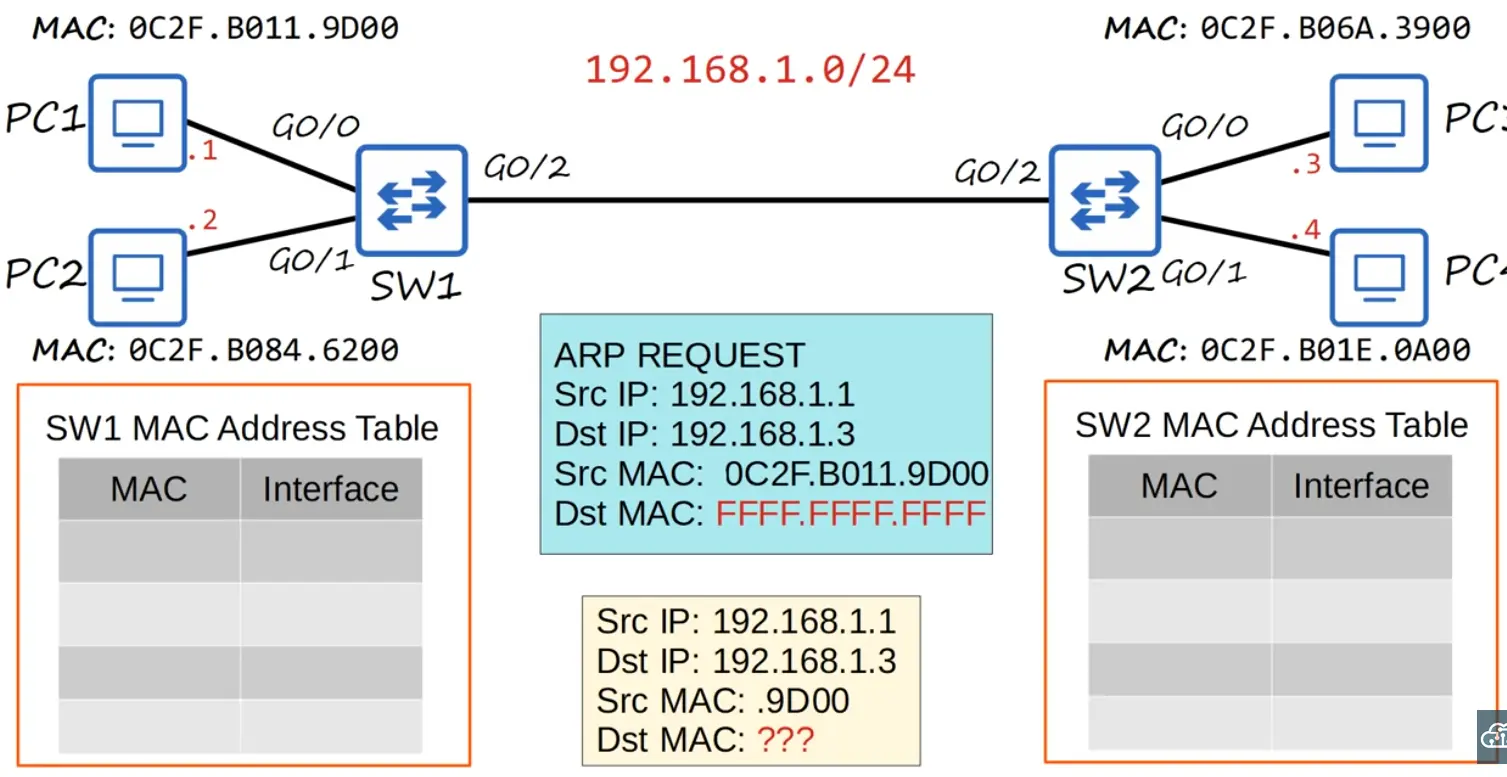 MAC: 0C2F.B011.9D00
MAC: 0C2F.B06A.3900
192.168.1.0/24
PC1
.1
G0/0
G0/2
G0/2
G0/0
.3
PC3
PC2
.2
G0/1
SW1
SW2
G0/1
.4
PC4
MAC: 0C2F.B084.6200
MAC: 0C2F.B01E.0A00
SW1 MAC Address Table
MAC Interface
ARP REQUEST
Src IP: 192.168.1.1
Dst IP: 192.168.1.3
Src MAC: 0C2F.B011.9D00
Dst MAC: FFFF.FFFF.FFFF
Src IP: 192.168.1.1
Dst IP: 192.168.1.3
Src MAC: .9D00
Dst MAC: ???
SW2 MAC Address Table
MAC Interface